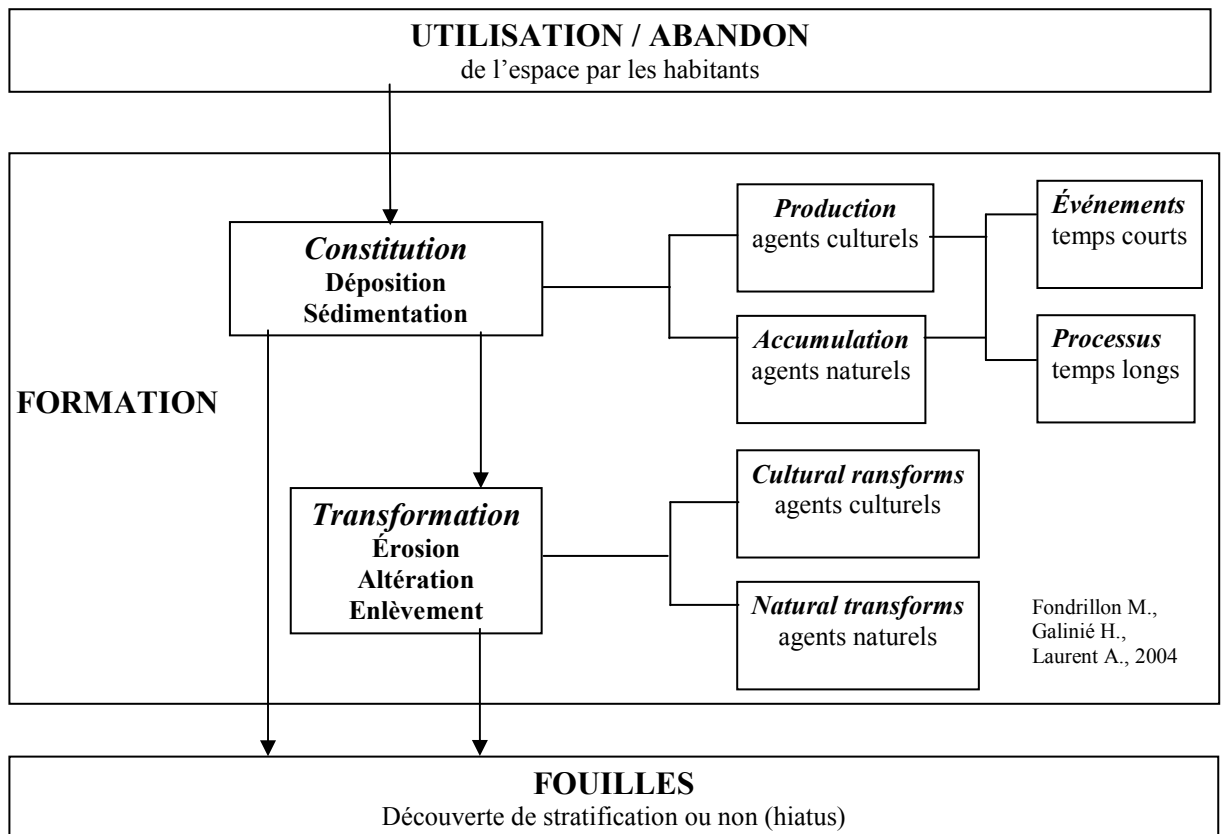 UTILISATION / ABANDON
de l’espace par les habitants
FORMATION
Constitution
Déposition
Sédimentation
Production
agents culturels
Événements
temps courts
Accumulation
agents naturels
Processus
temps longs
Transformation
Érosion
Altération
Enlèvement
Cultural ransforms
agents culturels
Natural transforms
agents naturels
Fondrillon M.,
Galinié H.,
Laurent A., 2004
FOUILLES
Découverte de stratification ou non (hiatus)